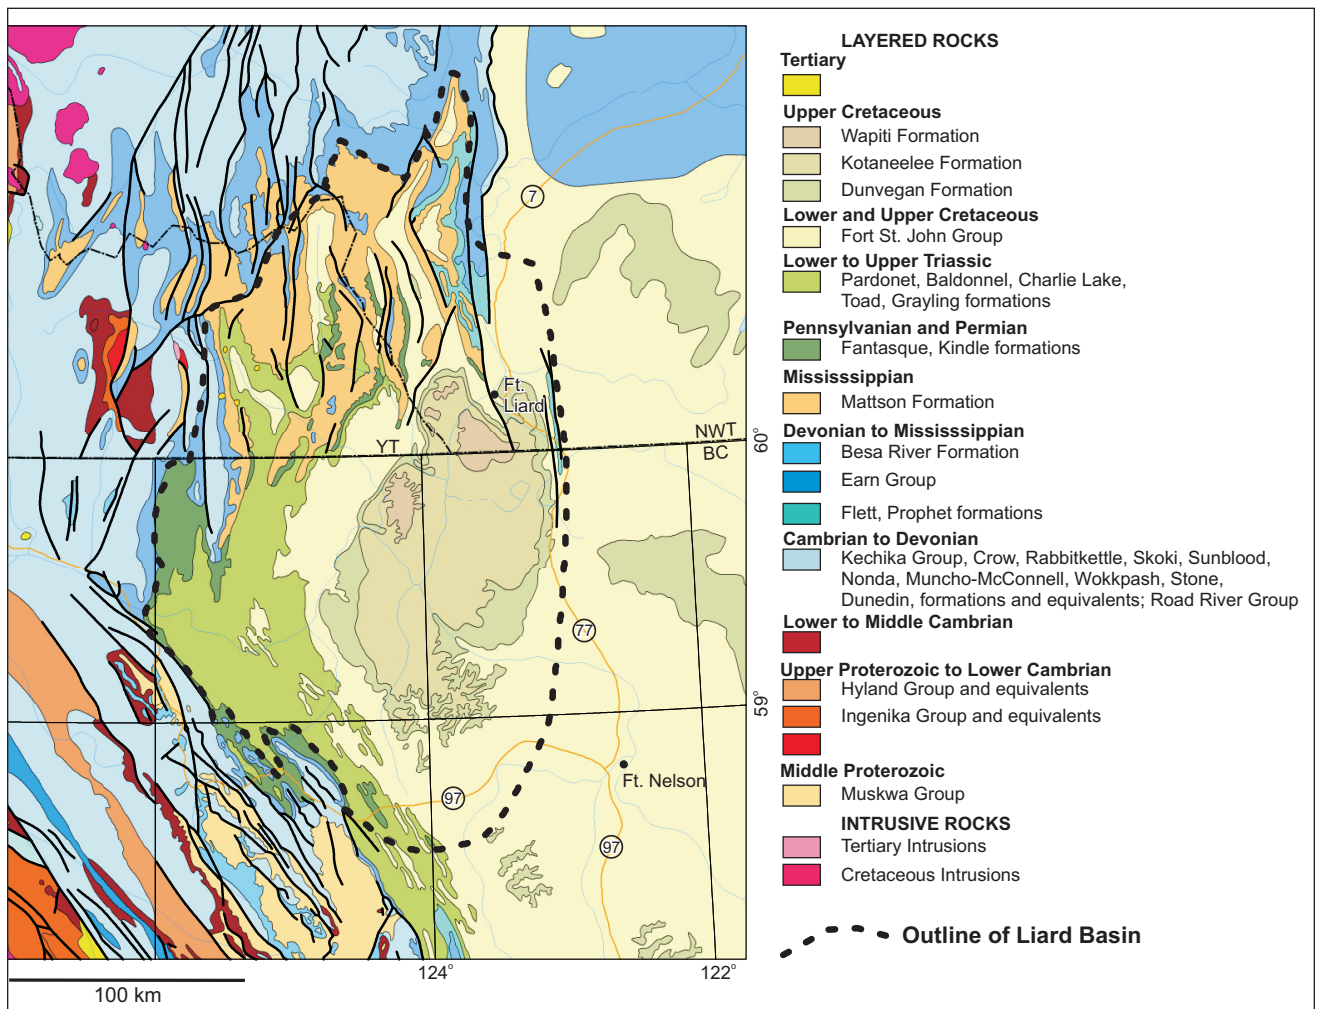 LAYERED ROCKS
Tertiary
Upper Cretaceous
Wapiti Formation
Kotaneelee Formation
Dunvegan Formation
Lower and Upper Cretaceous
Fort St. John Group
Lower to Upper Triassic
Pardonet, Baldonnel, Charlie Lake,
Toad, Grayling formations
Pennsylvanian and Permian
Fantasque, Kindle formations
Mississsippian
Mattson Formation
Devonian to Mississsippian
Besa River Formation
Earn Group
Flett, Prophet formations
Cambrian to Devonian
Kechika Group, Crow, Rabbitkettle, Skoki, Sunblood,
Nonda, Muncho-McConnell, Wokkpash, Stone,
Dunedin, formations and equivalents; Road River Group
Lower to Middle Cambrian
Upper Proterozoic to Lower Cambrian
Hyland Group and equivalents
Ingenika Group and equivalents
Middle Proterozoic
Muskwa Group
INTRUSIVE ROCKS
Tertiary Intrusions
Cretaceous Intrusions
Outline of Liard Basin
7
Ft.
Liard
YT
NWT
BC
60°
77
59°
Ft. Nelson
97
97
124°
122°
100 km